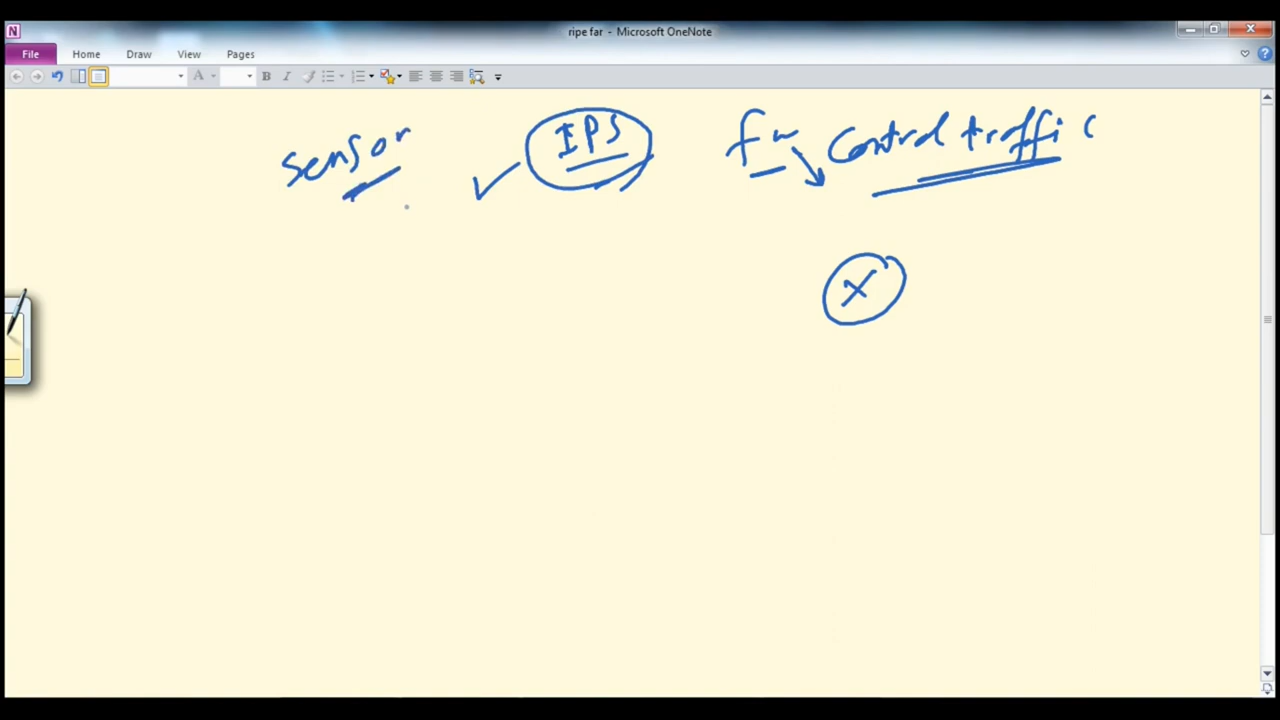 ripe far - Microsoft OneNote
File Home Draw View Pages
A B I
sensor IPS fw control traffic
X